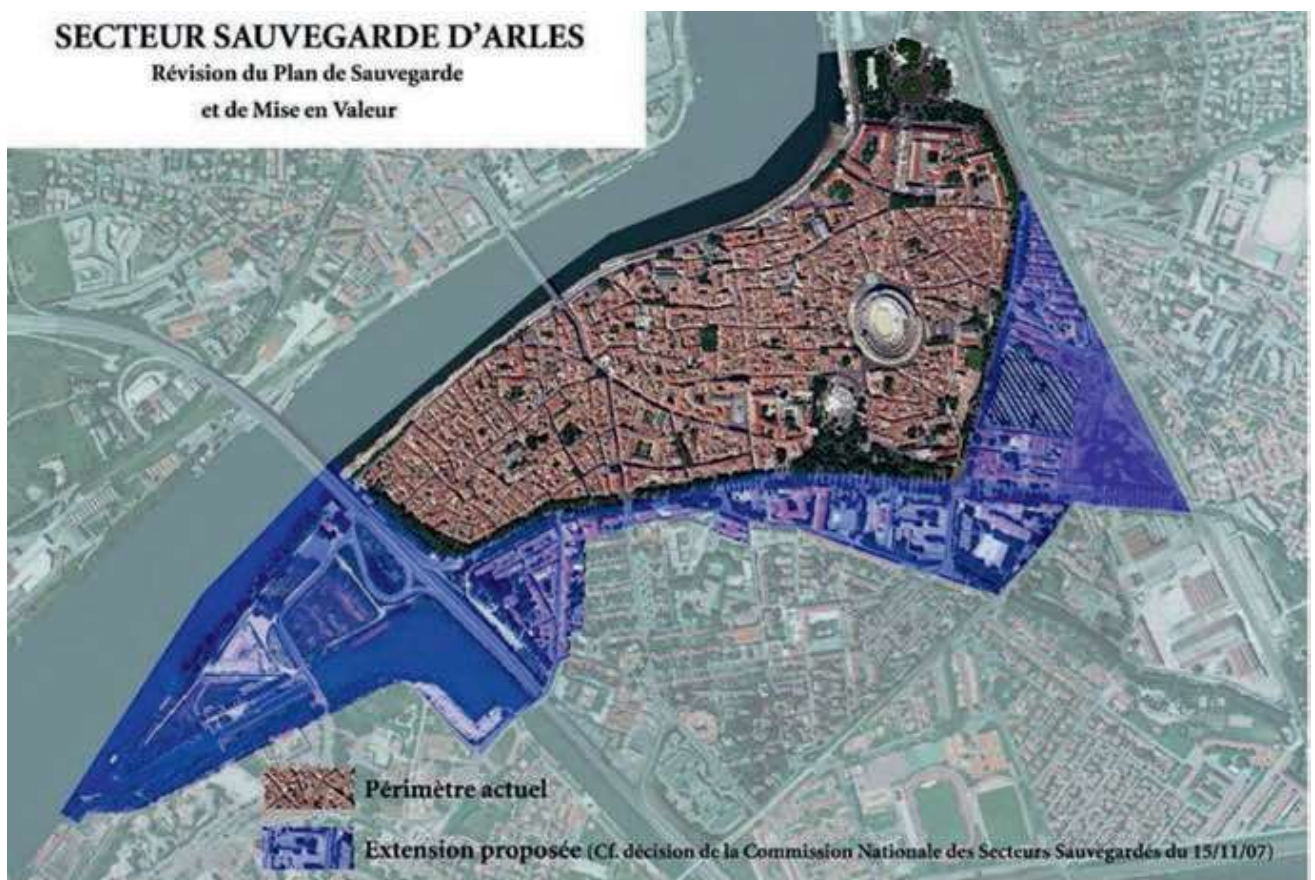 SECTEUR SAUVEGARDE D'ARLES
Révision du Plan de Sauvegarde
et de Mise en Valeur
Périmètre actuel
Extension proposée (Cf. décision de la Commission Nationale des Secteurs Sauvegardés du 15/11/07)